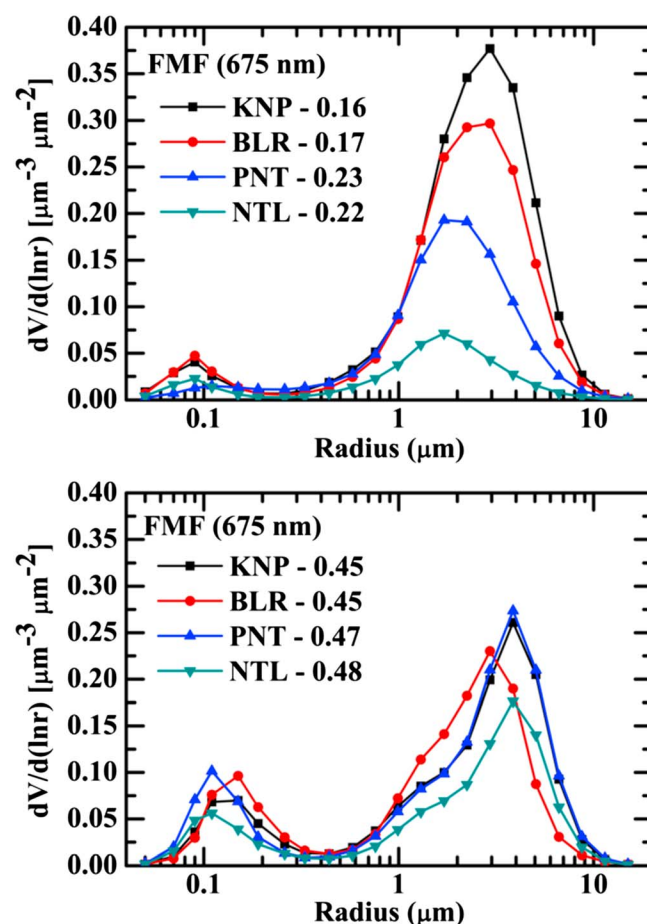 0.40
0.35
0.30
0.25
0.20
0.15
0.10
0.05
0.00
dV/d(lnr) [μm⁻³ μm⁻²]
FMF (675 nm)
KNP - 0.16
BLR - 0.17
PNT - 0.23
NTL - 0.22
0.1 1 10
Radius (μm)
0.40
0.35
0.30
0.25
0.20
0.15
0.10
0.05
0.00
dV/d(lnr) [μm⁻³ μm⁻²]
FMF (675 nm)
KNP - 0.45
BLR - 0.45
PNT - 0.47
NTL - 0.48
0.1 1 10
Radius (μm)